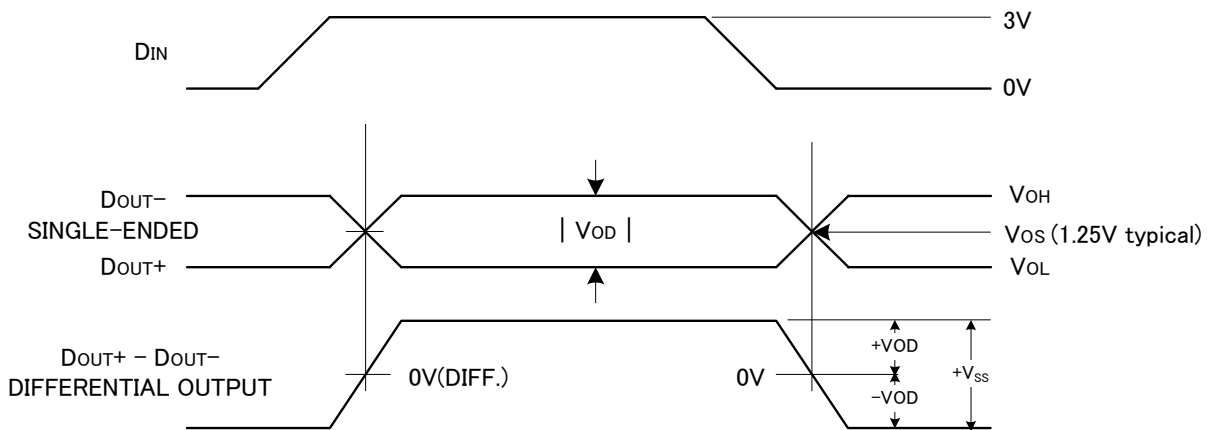 DIN
3V
0V
DOUT-
SINGLE-ENDED
DOUT+
| VOD |
VOH
VOS (1.25V typical)
VOL
DOUT+ - DOUT-
DIFFERENTIAL OUTPUT
0V(DIFF.)
0V
+VOD
-VOD
+VSS